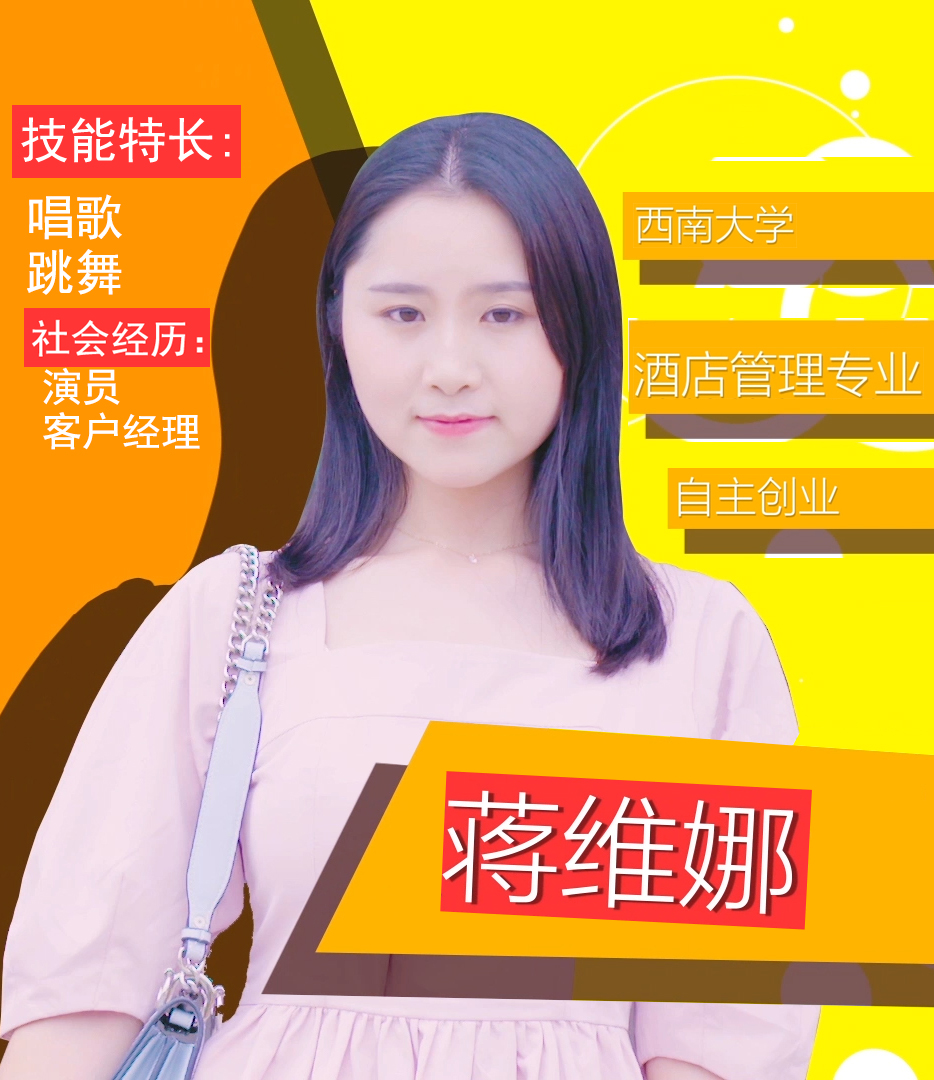 技能特长:
唱歌
跳舞
社会经历:
演员
客户经理
西南大学
酒店管理专业
自主创业
蒋维娜